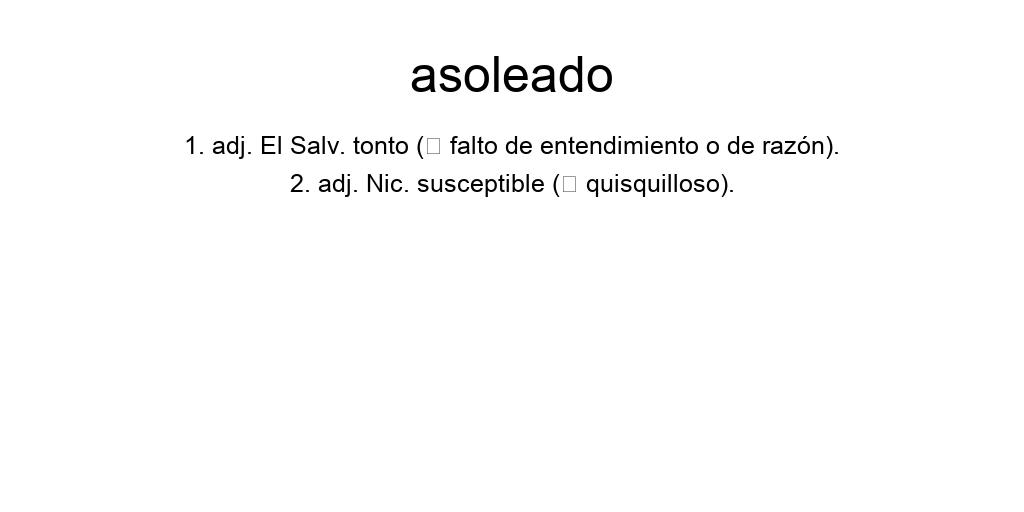 asoleado
1. adj. El Salv. tonto (□ falto de entendimiento o de razón).
2. adj. Nic. susceptible (□ quisquilloso).